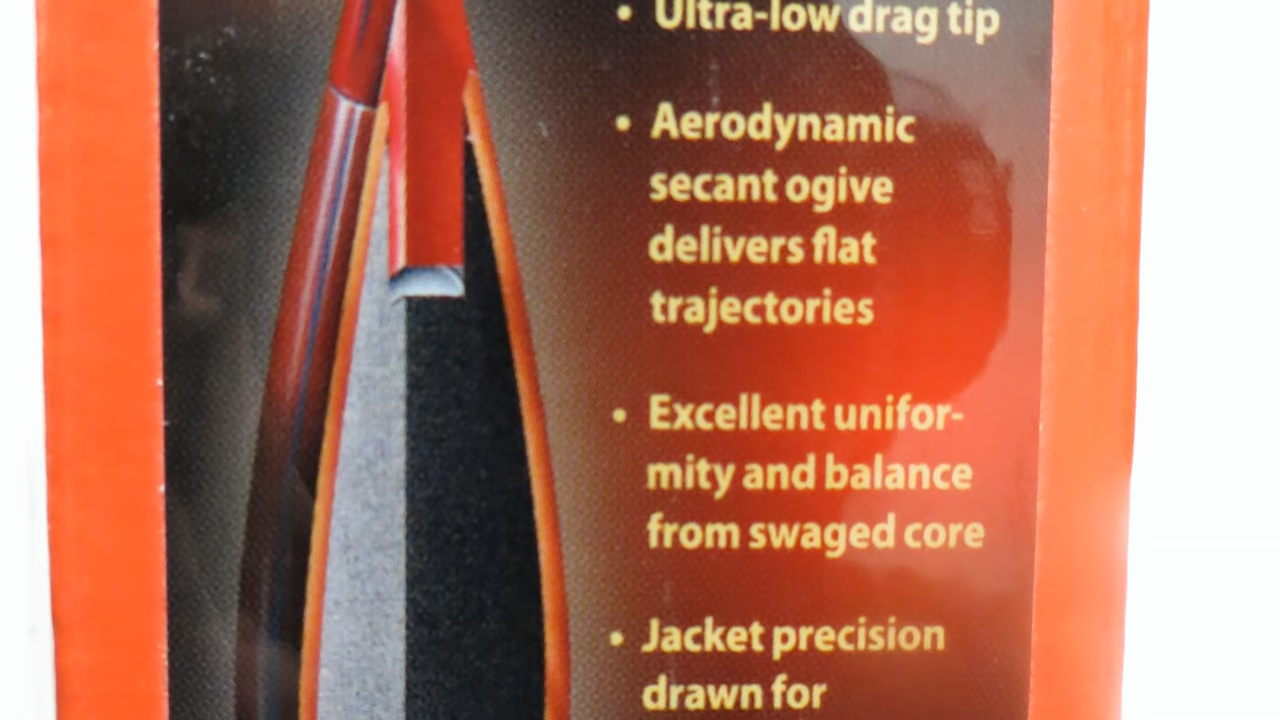 • Ultra-low drag tip
• Aerodynamic
secant ogive
delivers flat
trajectories
• Excellent unifor-
mity and balance
from swaged core
• Jacket precision
drawn for